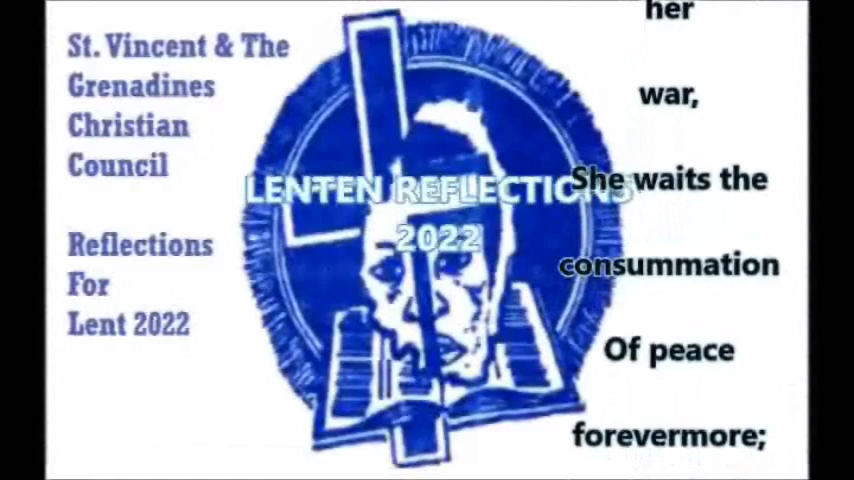 St. Vincent & The
Grenadines
Christian
Council
Reflections
For
Lent 2022
LENTEN REFLECTIONS
2022
her
war,
She waits the
consummation
Of peace
forevermore;